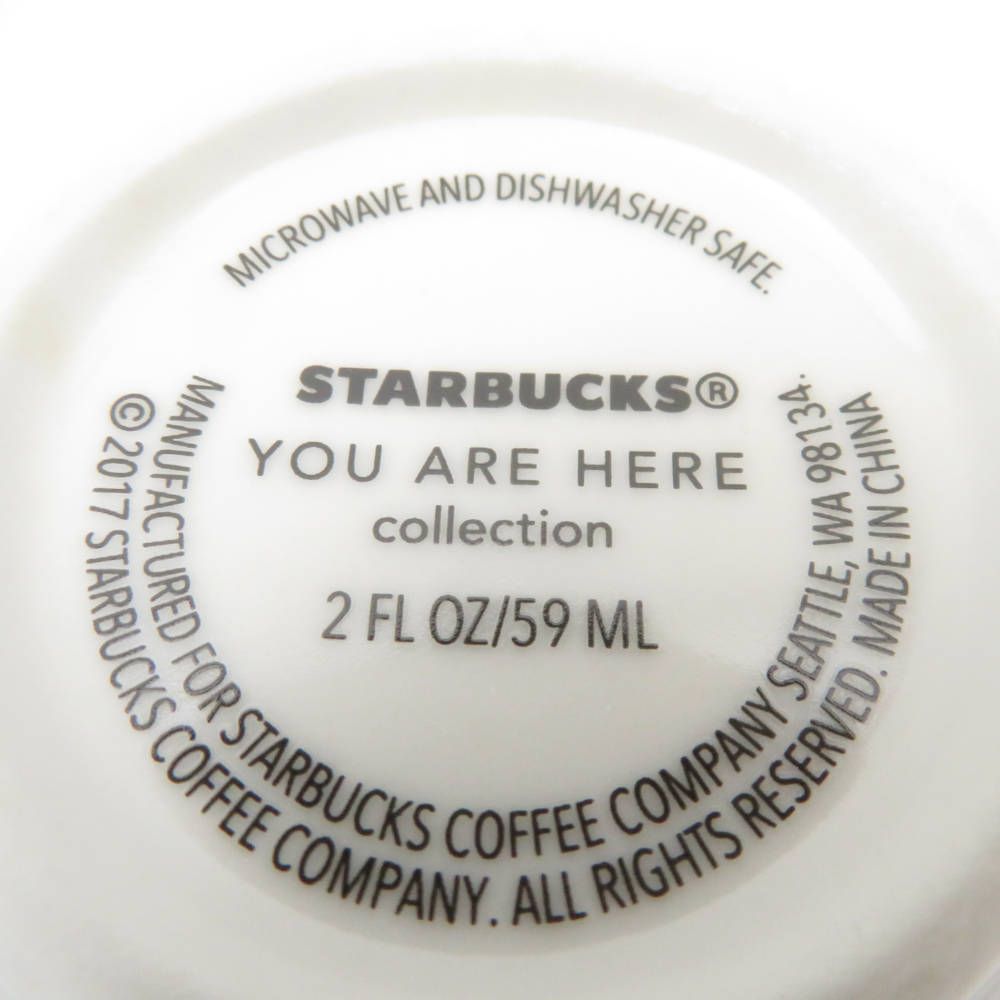 MICROWAVE AND DISHWASHER SAFE.
STARBUCKS®
YOU ARE HERE
collection
2 FL OZ/59 ML
MANUFACTURED FOR STARBUCKS COFFEE COMPANY SEATTLE, WA 98134.
©2017 STARBUCKS COFFEE COMPANY. ALL RIGHTS RESERVED. MADE IN CHINA